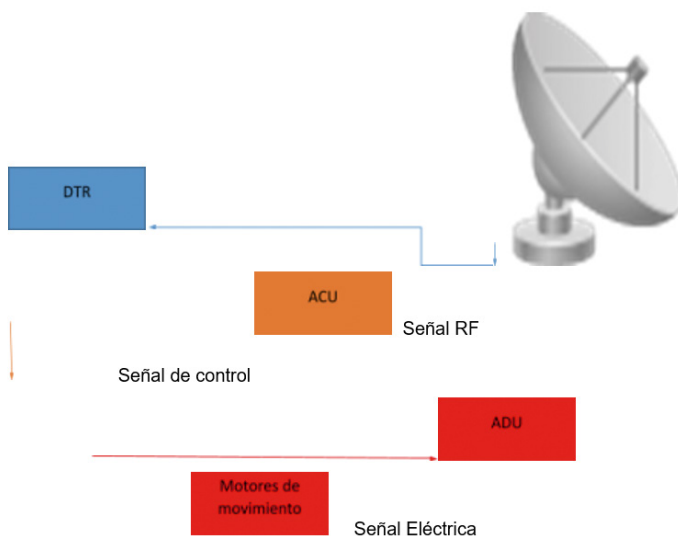 DTR
ACU
Señal RF
Señal de control
ADU
Motores de
movimiento
Señal Eléctrica